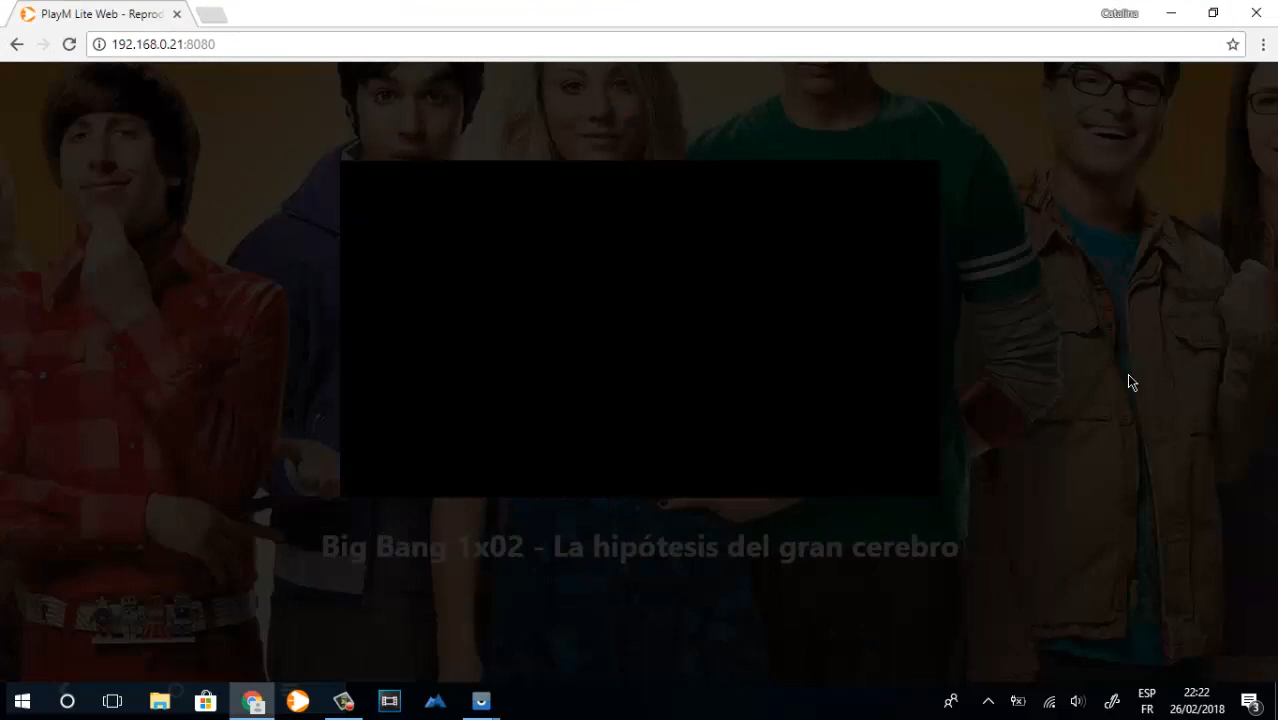 PlayM Lite Web - Reprod
Catalina
192.168.0.21:8080
Big Bang 1x02 - La hipótesis del gran cerebro
ESP
FR
22:22
26/02/2018
3